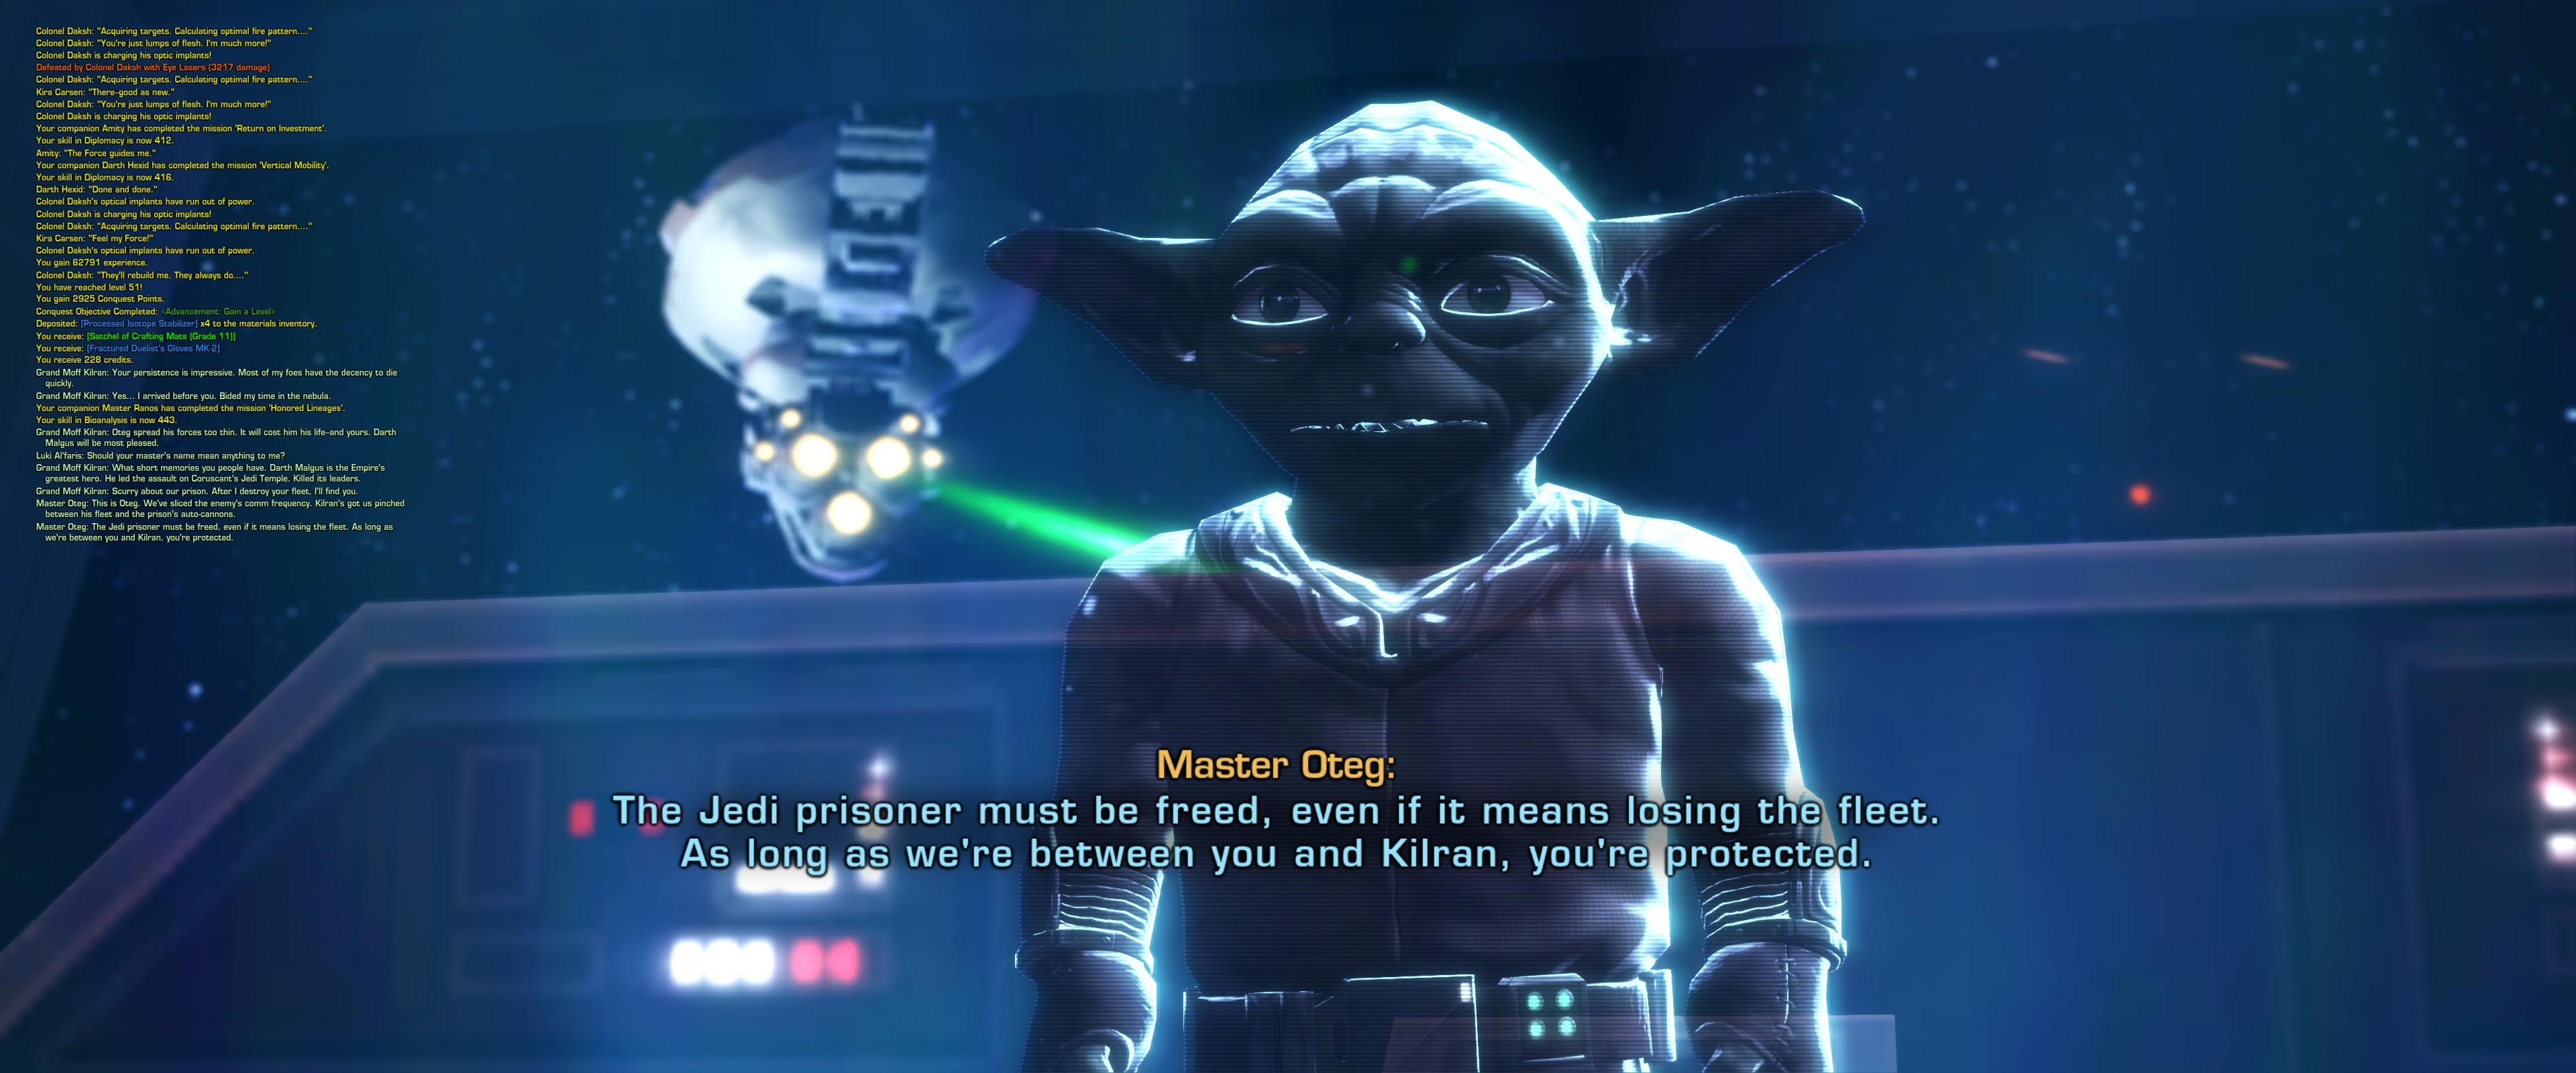 Colonel Daksh: "Acquiring targets. Calculating optimal fire pattern...."
Colonel Daksh: "You're just lumps of flesh. I'm much more!"
Colonel Daksh is charging his optic implants!
Defeated by Colonel Daksh with Eye Lasers (3217 damage)
Colonel Daksh: "Acquiring targets. Calculating optimal fire pattern...."
Kira Carsen: "There–good as new."
Colonel Daksh: "You're just lumps of flesh. I'm much more!"
Colonel Daksh is charging his optic implants!
Your companion Amity has completed the mission 'Return on Investment'.
Your skill in Diplomacy is now 412.
Amity: "The Force guides me."
Your companion Darth Hexid has completed the mission 'Vertical Mobility'.
Your skill in Diplomacy is now 416.
Darth Hexid: "Done and done."
Colonel Daksh's optical implants have run out of power.
Colonel Daksh is charging his optic implants!
Colonel Daksh: "Acquiring targets. Calculating optimal fire pattern...."
Kira Carsen: "Feel my Force!"
Colonel Daksh's optical implants have run out of power.
You gain 62791 experience.
Colonel Daksh: "They'll rebuild me. They always do...."
You have reached level 51!
You gain 2925 Conquest Points.
Conquest Objective Completed: <Advancement: Gain a Level>
Deposited: [Processed Isotope Stabilizer] x4 to the materials inventory.
You receive: [Satchel of Crafting Mats (Grade 11)]
You receive: [Fractured Duelist's Gloves MK-2]
You receive 228 credits.
Grand Moff Kilran: Your persistence is impressive. Most of my foes have the decency to die
quickly.
Grand Moff Kilran: Yes... I arrived before you. Bided my time in the nebula.
Your companion Master Ranos has completed the mission 'Honored Lineages'.
Your skill in Bioanalysis is now 443.
Grand Moff Kilran: Oteg spread his forces too thin. It will cost him his life–and yours. Darth
Malgus will be most pleased.
Luki Al'faris: Should your master's name mean anything to me?
Grand Moff Kilran: What short memories you people have. Darth Malgus is the Empire's
greatest hero. He led the assault on Coruscant's Jedi Temple. Killed its leaders.
Grand Moff Kilran: Scurry about our prison. After I destroy your fleet, I'll find you.
Master Oteg: This is Oteg. We've sliced the enemy's comm frequency. Kilran's got us pinched
between his fleet and the prison's auto-cannons.
Master Oteg: The Jedi prisoner must be freed, even if it means losing the fleet. As long as
we're between you and Kilran, you're protected.
Master Oteg:
The Jedi prisoner must be freed, even if it means losing the fleet.
As long as we're between you and Kilran, you're protected.